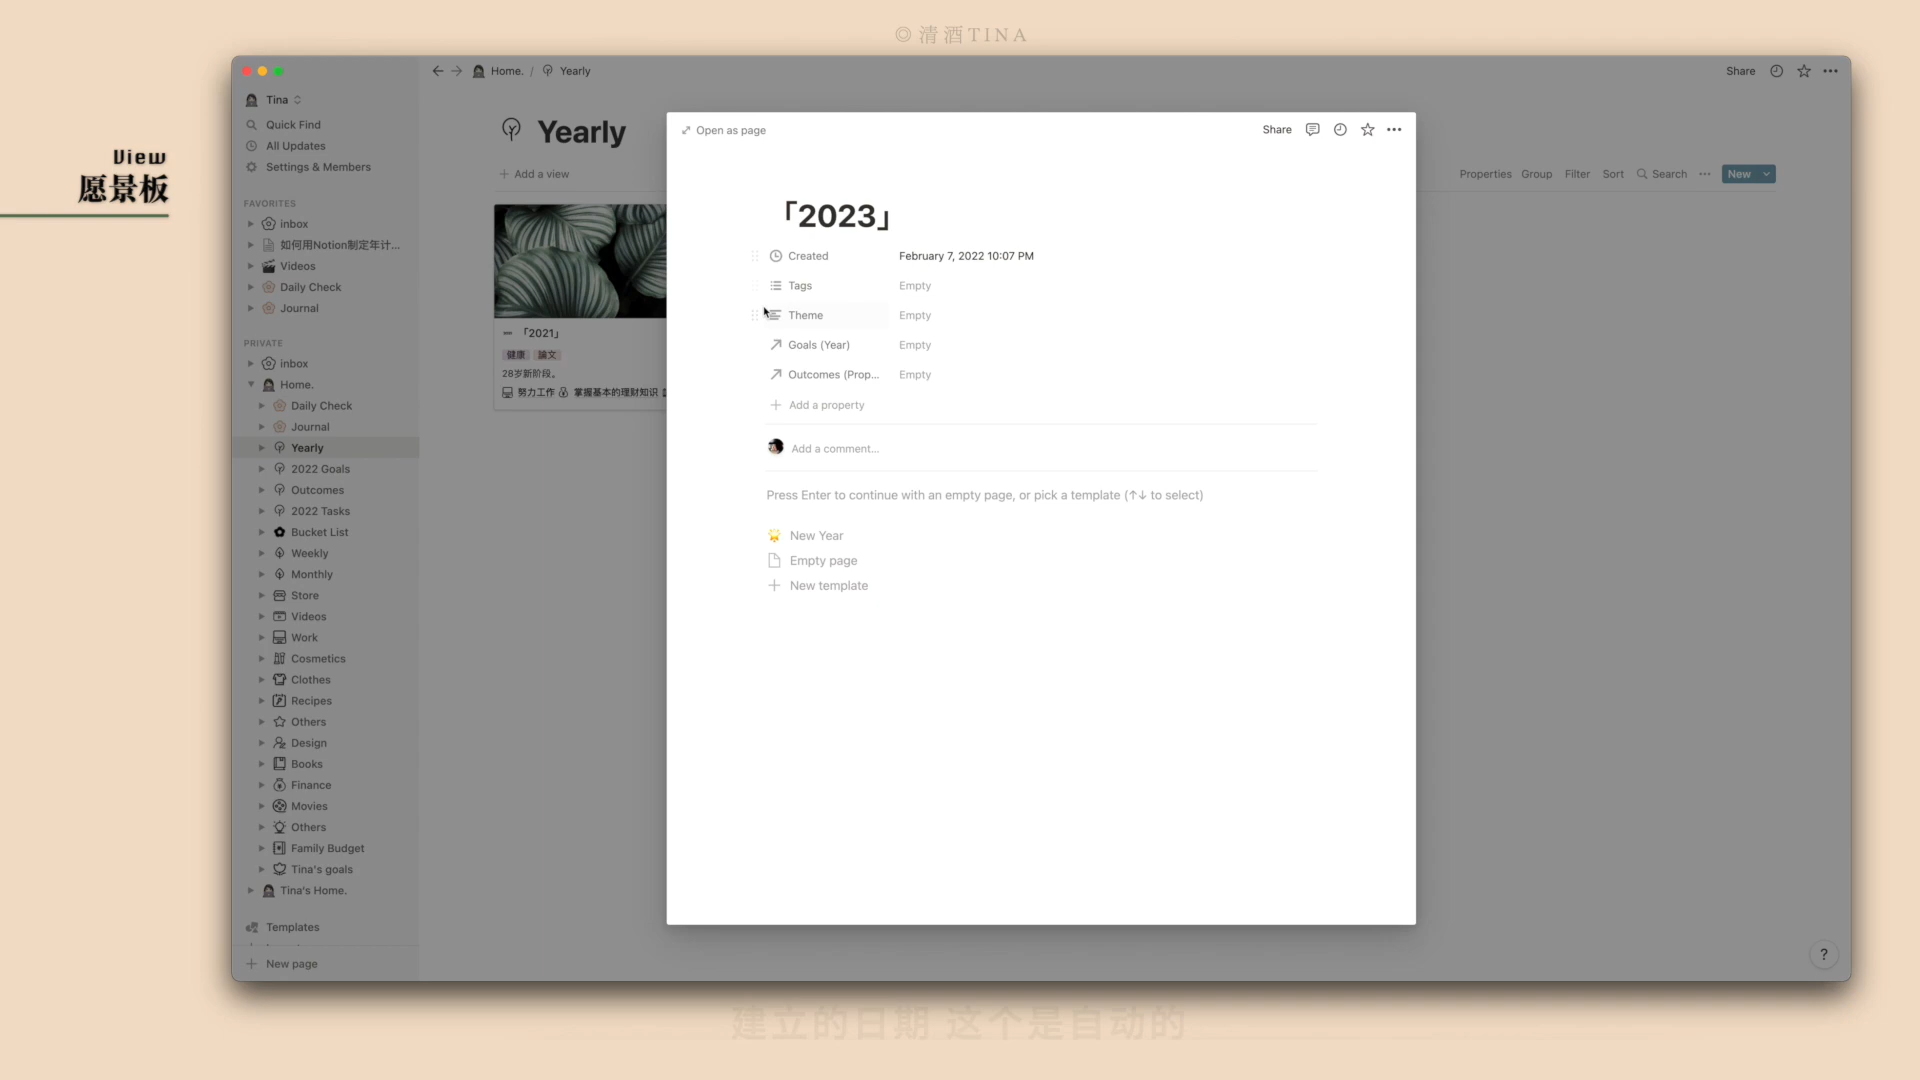 ◎清酒TINA
View
愿景板
Tina
Quick Find
All Updates
Settings & Members
FAVORITES
inbox
如何用Notion制定年计...
Videos
Daily Check
Journal
PRIVATE
inbox
Home.
Daily Check
Journal
Yearly
2022 Goals
Outcomes
2022 Tasks
Bucket List
Weekly
Monthly
Store
Videos
Work
Cosmetics
Clothes
Recipes
Others
Design
Books
Finance
Movies
Others
Family Budget
Tina's goals
Tina's Home.
Templates
New page
Home. / Yearly
Share
Yearly
Add a view
Properties Group Filter Sort Search New
「2021」
健康 論文
28岁新阶段。
努力工作 掌握基本的理财知识
Open as page
Share
「2023」
Created February 7, 2022 10:07 PM
Tags Empty
Theme Empty
Goals (Year) Empty
Outcomes (Prop... Empty
Add a property
Add a comment...
Press Enter to continue with an empty page, or pick a template (↑↓ to select)
New Year
Empty page
New template
?
建立的日期 这个是自动的